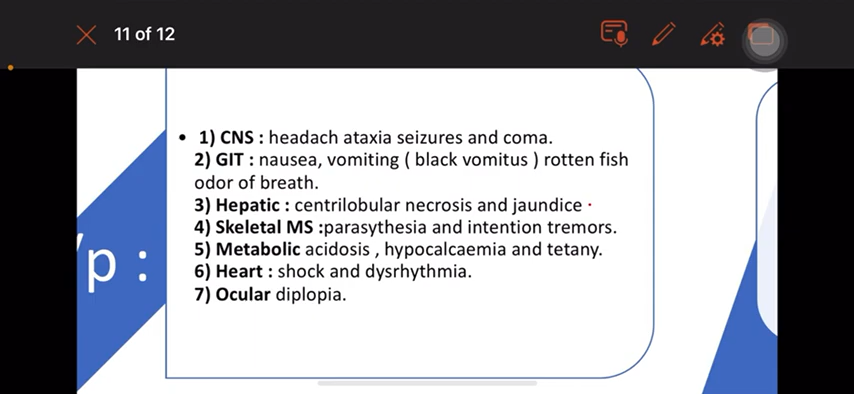 11 of 12
• 1) CNS : headach ataxia seizures and coma.
2) GIT : nausea, vomiting ( black vomitus ) rotten fish
odor of breath.
3) Hepatic : centrilobular necrosis and jaundice
4) Skeletal MS :parasythesia and intention tremors.
5) Metabolic acidosis , hypocalcaemia and tetany.
6) Heart : shock and dysrhythmia.
7) Ocular diplopia.
p :